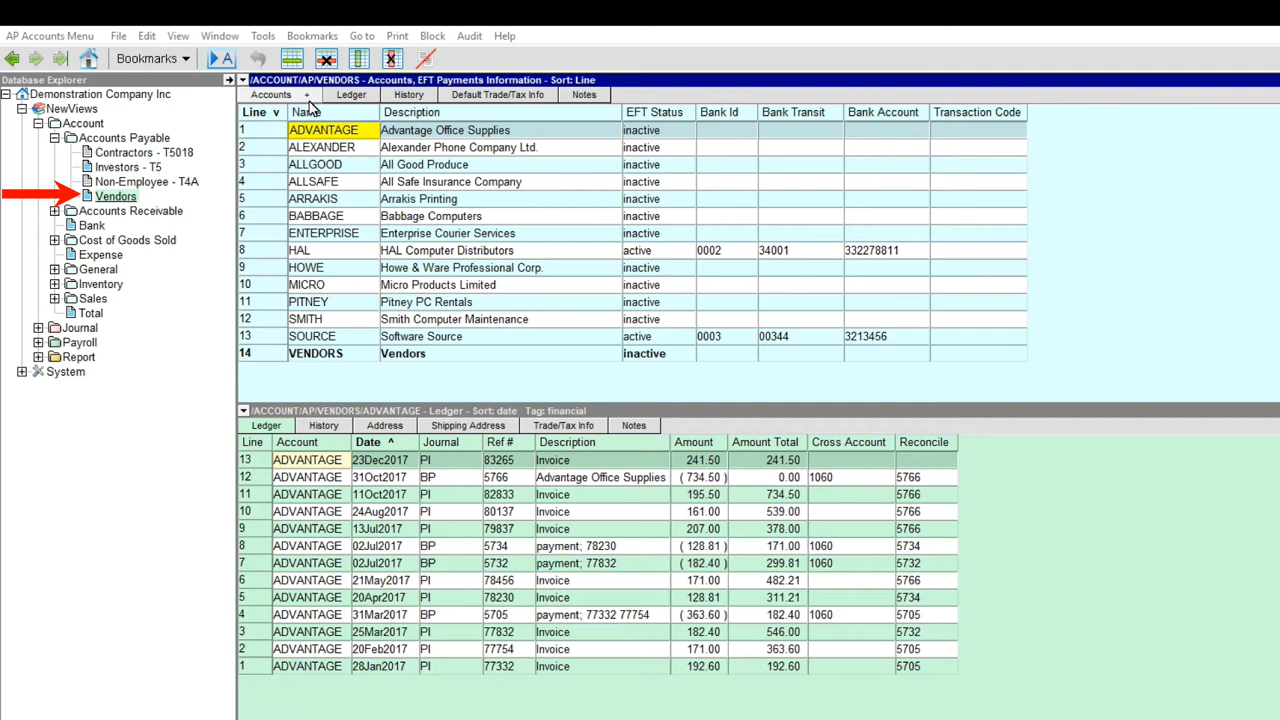 AP Accounts Menu File Edit View Window Tools Bookmarks Go to Print Block Audit Help
Bookmarks A
Database Explorer
Demonstration Company Inc
NewViews
Account
Accounts Payable
Contractors - T5018
Investors - T5
Non-Employee - T4A
Vendors
Accounts Receivable
Bank
Cost of Goods Sold
Expense
General
Inventory
Sales
Total
Journal
Payroll
Report
System
/ACCOUNT/AP/VENDORS - Accounts, EFT Payments Information - Sort: Line
Accounts + Ledger History Default Trade/Tax Info Notes
Line v Name Description EFT Status Bank Id Bank Transit Bank Account Transaction Code
1 ADVANTAGE Advantage Office Supplies inactive
2 ALEXANDER Alexander Phone Company Ltd. inactive
3 ALLGOOD All Good Produce inactive
4 ALLSAFE All Safe Insurance Company inactive
5 ARRAKIS Arrakis Printing inactive
6 BABBAGE Babbage Computers inactive
7 ENTERPRISE Enterprise Courier Services inactive
8 HAL HAL Computer Distributors active 0002 34001 332278811
9 HOWE Howe & Ware Professional Corp. inactive
10 MICRO Micro Products Limited inactive
11 PITNEY Pitney PC Rentals inactive
12 SMITH Smith Computer Maintenance inactive
13 SOURCE Software Source active 0003 00344 3213456
14 VENDORS Vendors inactive
/ACCOUNT/AP/VENDORS/ADVANTAGE - Ledger - Sort: date Tag: financial
Ledger History Address Shipping Address Trade/Tax Info Notes
Line Account Date ^ Journal Ref # Description Amount Amount Total Cross Account Reconcile
13 ADVANTAGE 23Dec2017 PI 83265 Invoice 241.50 241.50
12 ADVANTAGE 31Oct2017 BP 5766 Advantage Office Supplies ( 734.50 ) 0.00 1060 5766
11 ADVANTAGE 11Oct2017 PI 82833 Invoice 195.50 734.50 5766
10 ADVANTAGE 24Aug2017 PI 80137 Invoice 161.00 539.00 5766
9 ADVANTAGE 13Jul2017 PI 79837 Invoice 207.00 378.00 5766
8 ADVANTAGE 02Jul2017 BP 5734 payment; 78230 ( 128.81 ) 171.00 1060 5734
7 ADVANTAGE 02Jul2017 BP 5732 payment; 77832 ( 182.40 ) 299.81 1060 5732
6 ADVANTAGE 21May2017 PI 78456 Invoice 171.00 482.21 5766
5 ADVANTAGE 20Apr2017 PI 78230 Invoice 128.81 311.21 5734
4 ADVANTAGE 31Mar2017 BP 5705 payment; 77332 77754 ( 363.60 ) 182.40 1060 5705
3 ADVANTAGE 25Mar2017 PI 77832 Invoice 182.40 546.00 5732
2 ADVANTAGE 20Feb2017 PI 77754 Invoice 171.00 363.60 5705
1 ADVANTAGE 28Jan2017 PI 77332 Invoice 192.60 192.60 5705